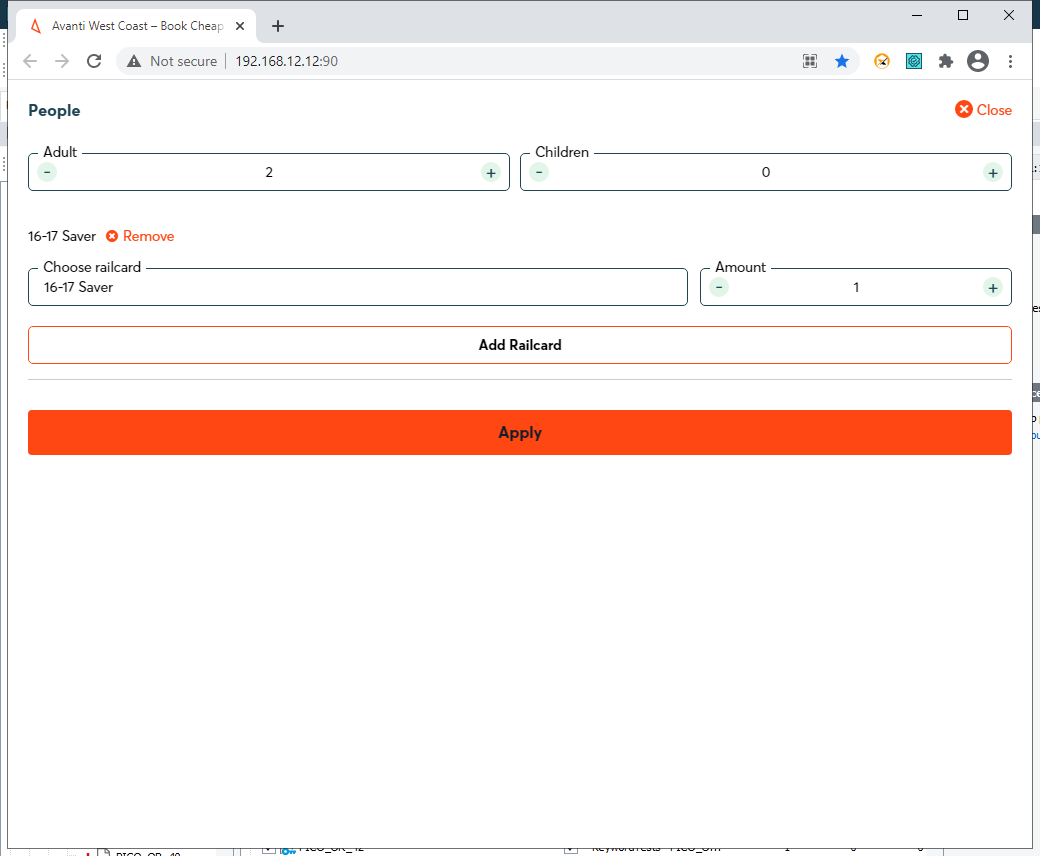 Avanti West Coast – Book Cheap
Not secure 192.168.12.12:90
People
Close
Adult
Children
- 2 +
- 0 +
16-17 Saver Remove
Choose railcard
Amount
16-17 Saver
- 1 +
Add Railcard
Apply